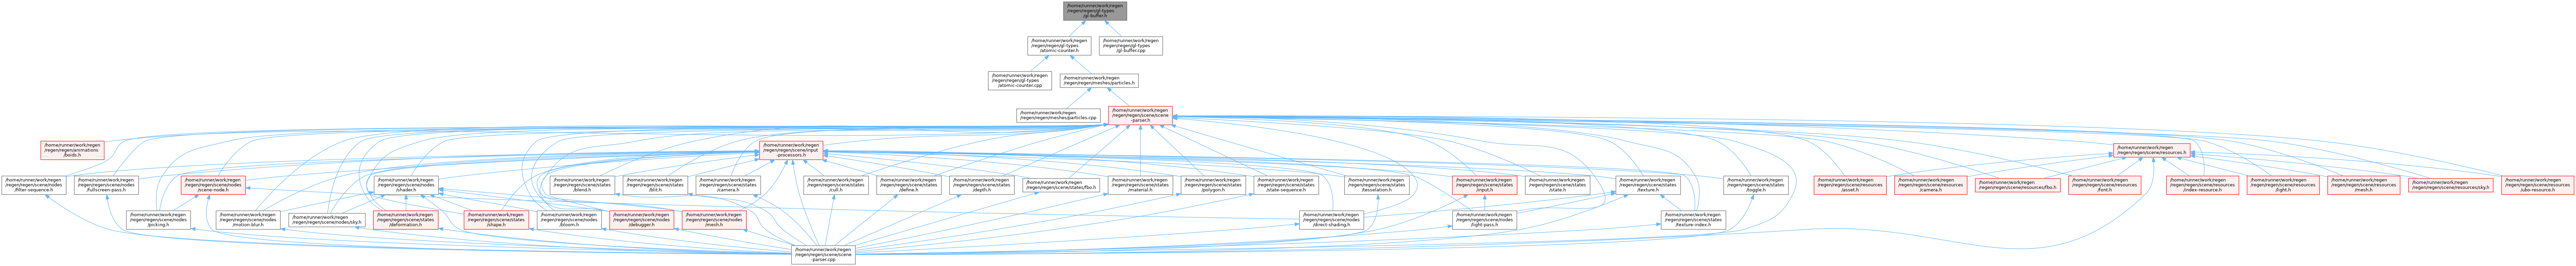 /home/runner/work/regen
/regen/regen/gl-types
/gl-buffer.h
/home/runner/work/regen
/regen/regen/gl-types
/atomic-counter.h
/home/runner/work/regen
/regen/regen/gl-types
/gl-buffer.cpp
/home/runner/work/regen
/regen/regen/gl-types
/atomic-counter.cpp
/home/runner/work/regen
/regen/regen/meshes/particles.h
/home/runner/work/regen
/regen/regen/meshes/particles.cpp
/home/runner/work/regen
/regen/regen/scene/scene
-parser.h
/home/runner/work/regen
/regen/regen/animations
/boids.h
/home/runner/work/regen
/regen/regen/scene/input
-processors.h
/home/runner/work/regen
/regen/regen/scene/resources.h
/home/runner/work/regen
/regen/regen/scene/nodes
/filter-sequence.h
/home/runner/work/regen
/regen/regen/scene/nodes
/fullscreen-pass.h
/home/runner/work/regen
/regen/regen/scene/nodes
/scene-node.h
/home/runner/work/regen
/regen/regen/scene/nodes
/shader.h
/home/runner/work/regen
/regen/regen/scene/states
/blend.h
/home/runner/work/regen
/regen/regen/scene/states
/blit.h
/home/runner/work/regen
/regen/regen/scene/states
/camera.h
/home/runner/work/regen
/regen/regen/scene/states
/cull.h
/home/runner/work/regen
/regen/regen/scene/states
/define.h
/home/runner/work/regen
/regen/regen/scene/states
/depth.h
/home/runner/work/regen
/regen/regen/scene/states/fbo.h
/home/runner/work/regen
/regen/regen/scene/states
/material.h
/home/runner/work/regen
/regen/regen/scene/states
/polygon.h
/home/runner/work/regen
/regen/regen/scene/states
/state-sequence.h
/home/runner/work/regen
/regen/regen/scene/states
/tesselation.h
/home/runner/work/regen
/regen/regen/scene/states
/input.h
/home/runner/work/regen
/regen/regen/scene/states
/state.h
/home/runner/work/regen
/regen/regen/scene/states
/texture.h
/home/runner/work/regen
/regen/regen/scene/states
/toggle.h
/home/runner/work/regen
/regen/regen/scene/resources
/asset.h
/home/runner/work/regen
/regen/regen/scene/resources
/camera.h
/home/runner/work/regen
/regen/regen/scene/resources/fbo.h
/home/runner/work/regen
/regen/regen/scene/resources
/font.h
/home/runner/work/regen
/regen/regen/scene/resources
/index-resource.h
/home/runner/work/regen
/regen/regen/scene/resources
/light.h
/home/runner/work/regen
/regen/regen/scene/resources
/mesh.h
/home/runner/work/regen
/regen/regen/scene/resources/sky.h
/home/runner/work/regen
/regen/regen/scene/resources
/ubo-resource.h
/home/runner/work/regen
/regen/regen/scene/nodes
/picking.h
/home/runner/work/regen
/regen/regen/scene/nodes
/motion-blur.h
/home/runner/work/regen
/regen/regen/scene/nodes/sky.h
/home/runner/work/regen
/regen/regen/scene/states
/deformation.h
/home/runner/work/regen
/regen/regen/scene/states
/shape.h
/home/runner/work/regen
/regen/regen/scene/nodes
/bloom.h
/home/runner/work/regen
/regen/regen/scene/nodes
/debugger.h
/home/runner/work/regen
/regen/regen/scene/nodes
/mesh.h
/home/runner/work/regen
/regen/regen/scene/nodes
/direct-shading.h
/home/runner/work/regen
/regen/regen/scene/nodes
/light-pass.h
/home/runner/work/regen
/regen/regen/scene/states
/texture-index.h
/home/runner/work/regen
/regen/regen/scene/scene
-parser.cpp